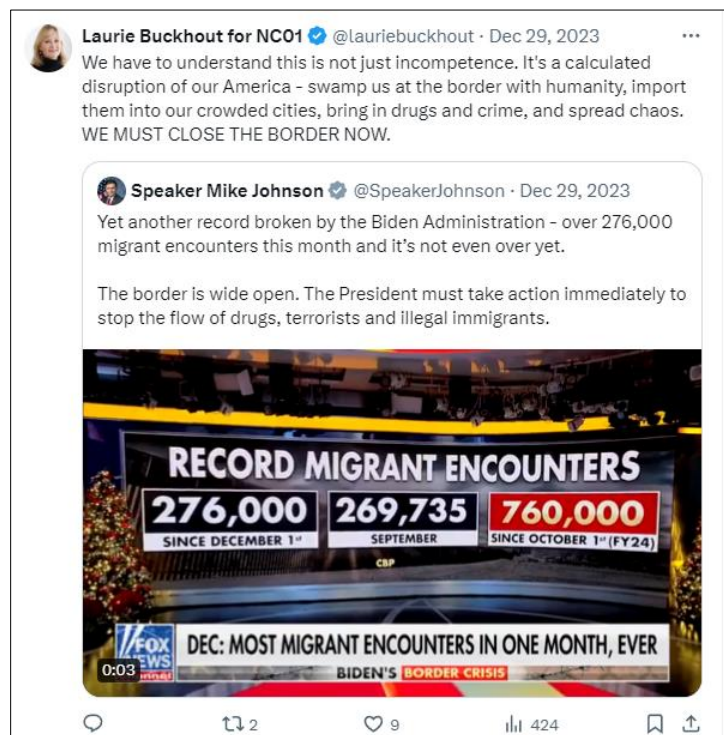 Laurie Buckhout for NC01 @lauriebuckhout · Dec 29, 2023 ...
We have to understand this is not just incompetence. It's a calculated
disruption of our America - swamp us at the border with humanity, import
them into our crowded cities, bring in drugs and crime, and spread chaos.
WE MUST CLOSE THE BORDER NOW.
Speaker Mike Johnson @SpeakerJohnson · Dec 29, 2023
Yet another record broken by the Biden Administration - over 276,000
migrant encounters this month and it's not even over yet.
The border is wide open. The President must take action immediately to
stop the flow of drugs, terrorists and illegal immigrants.
RECORD MIGRANT ENCOUNTERS
276,000 269,735 760,000
SINCE DECEMBER 1st SEPTEMBER SINCE OCTOBER 1st (FY24)
CBP
FOX NEWS channel
DEC: MOST MIGRANT ENCOUNTERS IN ONE MONTH, EVER
0:03 BIDEN'S BORDER CRISIS
2 9 424